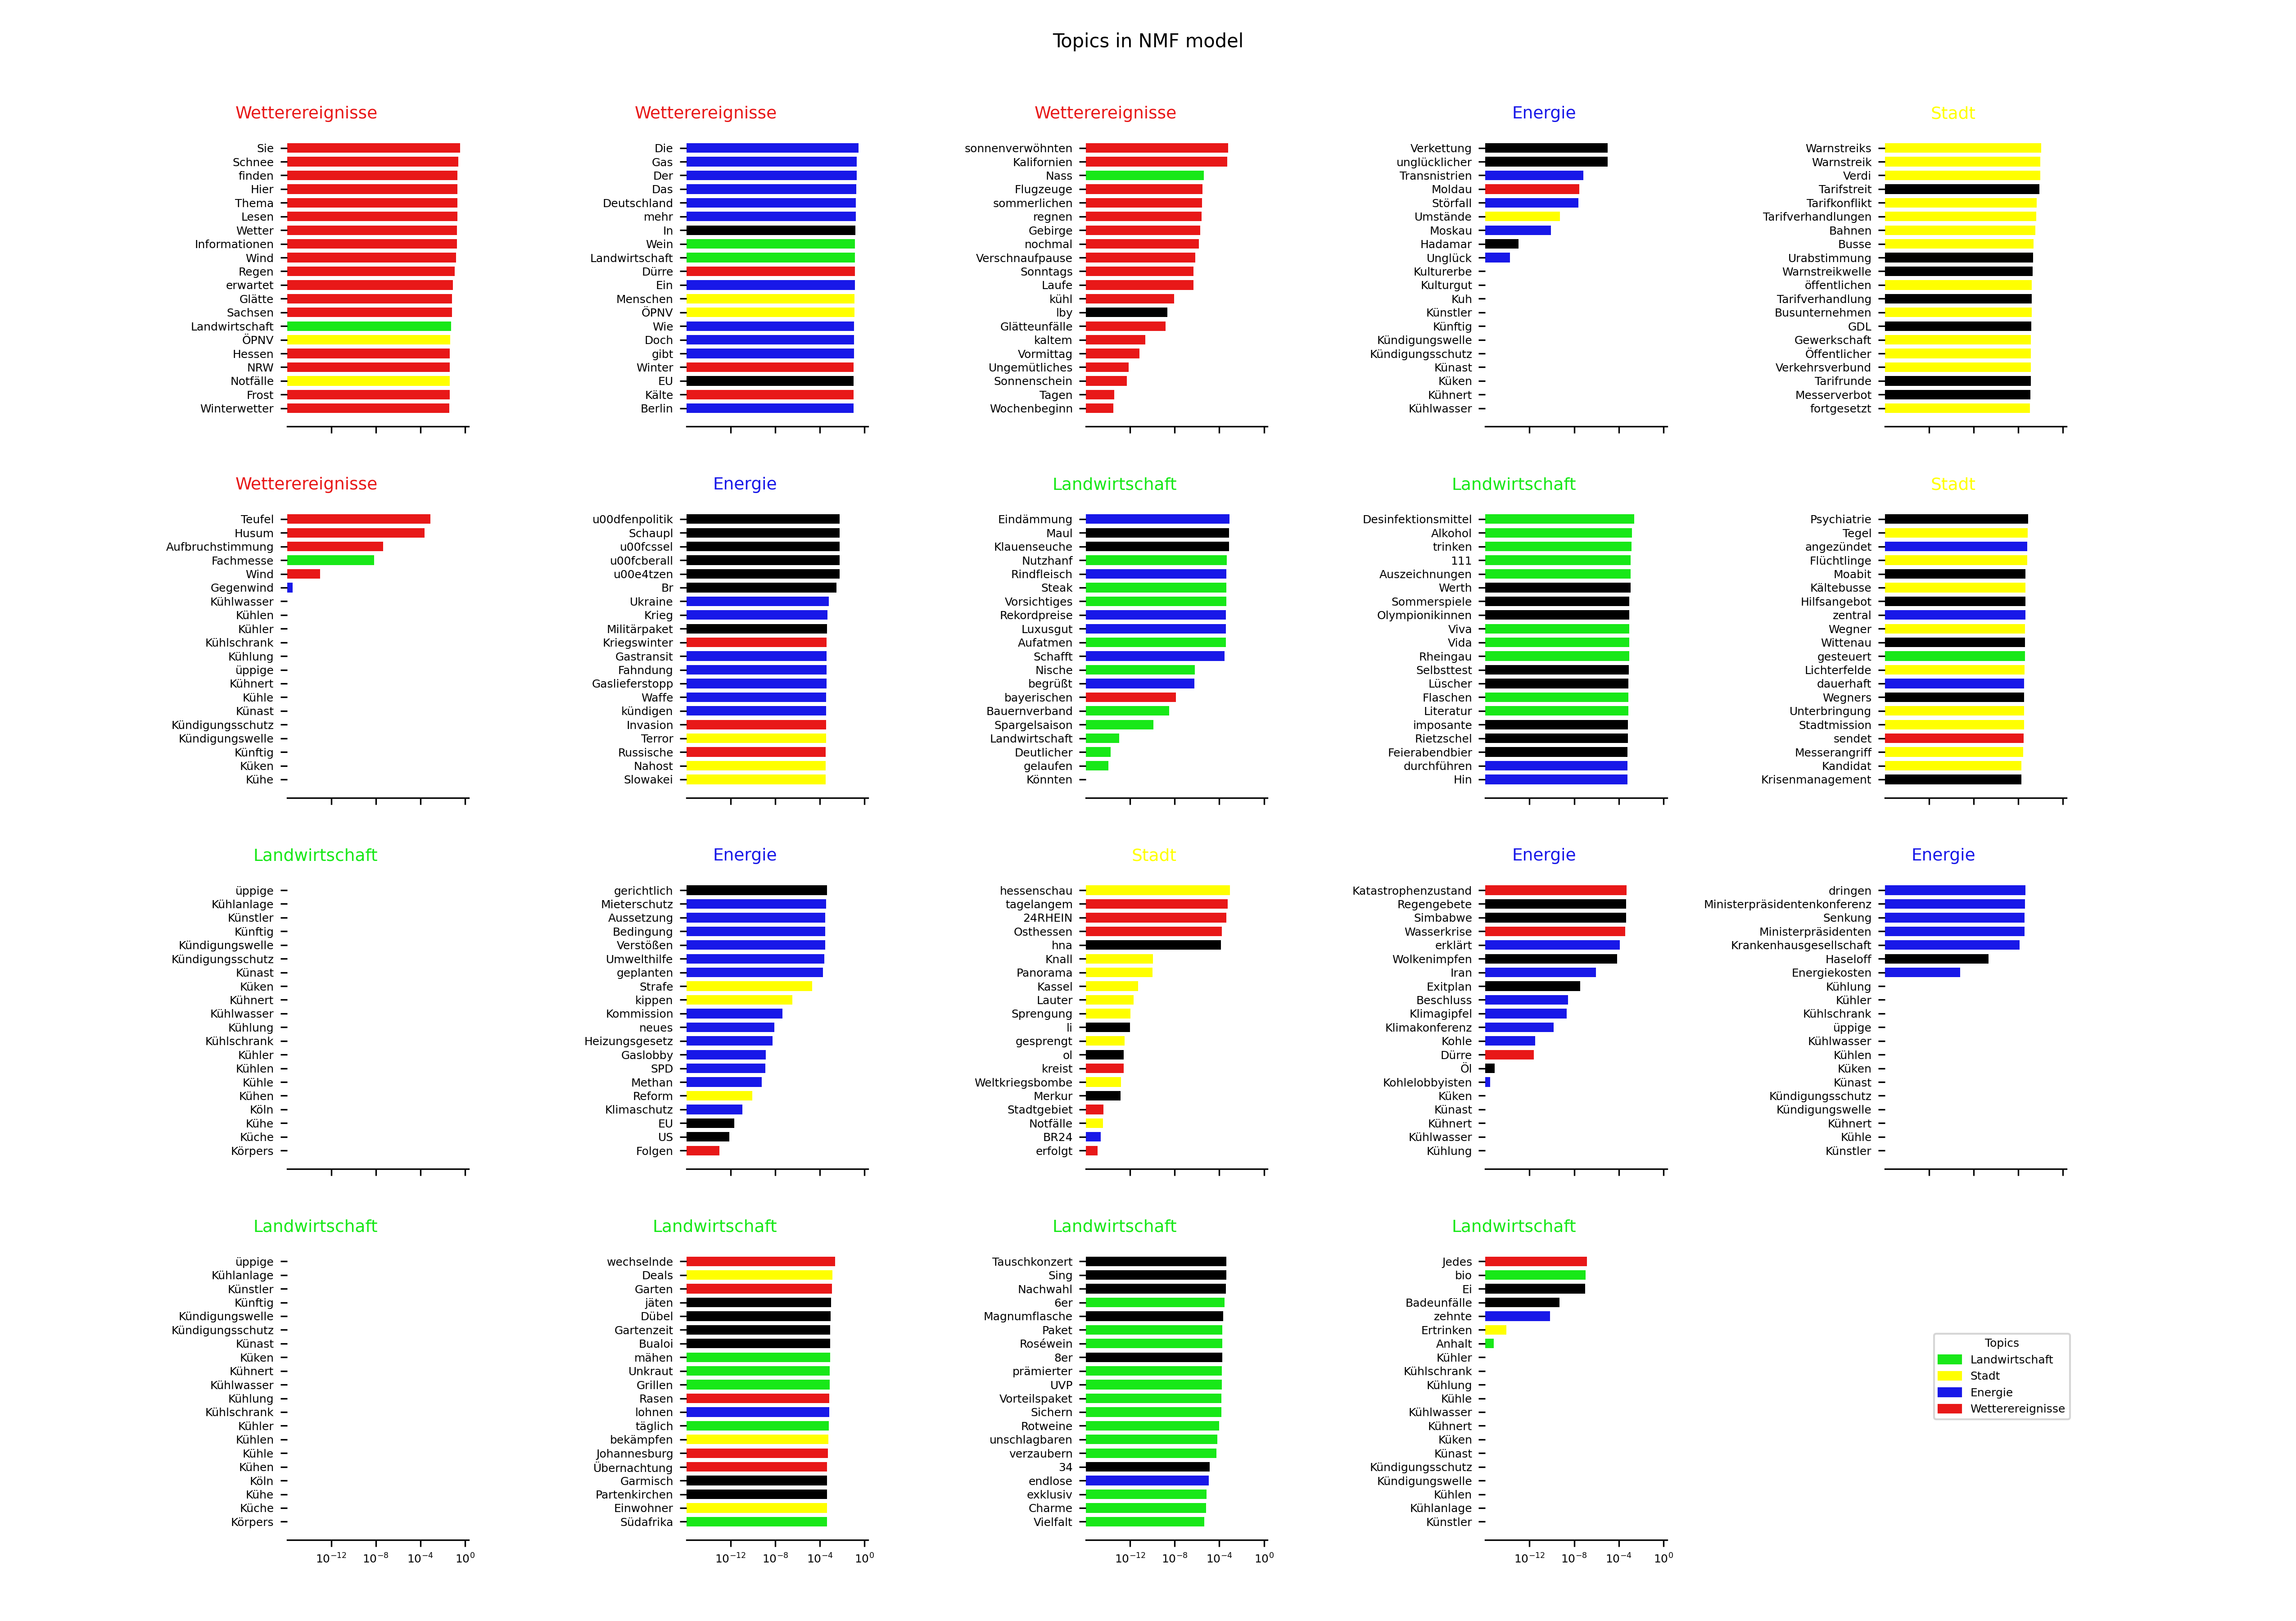 Topics in NMF model
Wetterereignisse
Sie
Schnee
finden
Hier
Thema
Lesen
Wetter
Informationen
Wind
Regen
erwartet
Glätte
Sachsen
Landwirtschaft
ÖPNV
Hessen
NRW
Notfälle
Frost
Winterwetter
Wetterereignisse
Die
Gas
Der
Das
Deutschland
mehr
In
Wein
Landwirtschaft
Dürre
Ein
Menschen
ÖPNV
Wie
Doch
gibt
Winter
EU
Kälte
Berlin
Wetterereignisse
sonnenverwöhnten
Kalifornien
Nass
Flugzeuge
sommerlichen
regnen
Gebirge
nochmal
Verschnaufpause
Sonntags
Laufe
kühl
lby
Glätteunfälle
kaltem
Vormittag
Ungemütliches
Sonnenschein
Tagen
Wochenbeginn
Energie
Verkettung
unglücklicher
Transnistrien
Moldau
Störfall
Umstände
Moskau
Hadamar
Unglück
Kulturerbe
Kulturgut
Kuh
Künstler
Künftig
Kündigungswelle
Kündigungsschutz
Künast
Küken
Kühnert
Kühlwasser
Stadt
Warnstreiks
Warnstreik
Verdi
Tarifstreit
Tarifkonflikt
Tarifverhandlungen
Bahnen
Busse
Urabstimmung
Warnstreikwelle
öffentlichen
Tarifverhandlung
Busunternehmen
GDL
Gewerkschaft
Öffentlicher
Verkehrsverbund
Tarifrunde
Messerverbot
fortgesetzt
Wetterereignisse
Teufel
Husum
Aufbruchstimmung
Fachmesse
Wind
Gegenwind
Kühlwasser
Kühlen
Kühler
Kühlschrank
Kühlung
üppige
Kühnert
Kühle
Künast
Kündigungsschutz
Kündigungswelle
Künftig
Küken
Kühe
Energie
u00dfenpolitik
Schaupl
u00fcssel
u00fcberall
u00e4tzen
Br
Ukraine
Krieg
Militärpaket
Kriegswinter
Gastransit
Fahndung
Gaslieferstopp
Waffe
kündigen
Invasion
Terror
Russische
Nahost
Slowakei
Landwirtschaft
Eindämmung
Maul
Klauenseuche
Nutzhanf
Rindfleisch
Steak
Vorsichtiges
Rekordpreise
Luxusgut
Aufatmen
Schafft
Nische
begrüßt
bayerischen
Bauernverband
Spargelsaison
Landwirtschaft
Deutlicher
gelaufen
Könnten
Landwirtschaft
Desinfektionsmittel
Alkohol
trinken
111
Auszeichnungen
Werth
Sommerspiele
Olympionikinnen
Viva
Vida
Rheingau
Selbsttest
Lüscher
Flaschen
Literatur
imposante
Rietzschel
Feierabendbier
durchführen
Hin
Stadt
Psychiatrie
Tegel
angezündet
Flüchtlinge
Moabit
Kältebusse
Hilfsangebot
zentral
Wegner
Wittenau
gesteuert
Lichterfelde
dauerhaft
Wegners
Unterbringung
Stadtmission
sendet
Messerangriff
Kandidat
Krisenmanagement
Landwirtschaft
üppige
Kühlanlage
Künstler
Künftig
Kündigungswelle
Kündigungsschutz
Künast
Küken
Kühnert
Kühlwasser
Kühlung
Kühlschrank
Kühler
Kühlen
Kühle
Kühen
Köln
Kühe
Küche
Körpers
Energie
gerichtlich
Mieterschutz
Aussetzung
Bedingung
Verstößen
Umwelthilfe
geplanten
Strafe
kippen
Kommission
neues
Heizungsgesetz
Gaslobby
SPD
Methan
Reform
Klimaschutz
EU
US
Folgen
Stadt
hessenschau
tagelangem
24RHEIN
Osthessen
hna
Knall
Panorama
Kassel
Lauter
Sprengung
li
gesprengt
ol
kreist
Weltkriegsbombe
Merkur
Stadtgebiet
Notfälle
BR24
erfolgt
Energie
Katastrophenzustand
Regengebete
Simbabwe
Wasserkrise
erklärt
Wolkenimpfen
Iran
Exitplan
Beschluss
Klimagipfel
Klimakonferenz
Kohle
Dürre
Öl
Kohlelobbyisten
Küken
Künast
Kühnert
Kühlwasser
Kühlung
Energie
dringen
Ministerpräsidentenkonferenz
Senkung
Ministerpräsidenten
Krankenhausgesellschaft
Haseloff
Energiekosten
Kühlung
Kühler
Kühlschrank
üppige
Kühlwasser
Kühlen
Küken
Künast
Kündigungsschutz
Kündigungswelle
Kühnert
Kühle
Künstler
Landwirtschaft
üppige
Kühlanlage
Künstler
Künftig
Kündigungswelle
Kündigungsschutz
Künast
Küken
Kühnert
Kühlwasser
Kühlung
Kühlschrank
Kühler
Kühlen
Kühle
Kühen
Köln
Kühe
Küche
Körpers
10⁻¹² 10⁻⁸ 10⁻⁴ 10⁰
Landwirtschaft
wechselnde
Deals
Garten
jäten
Dübel
Gartenzeit
Bualoi
mähen
Unkraut
Grillen
Rasen
lohnen
täglich
bekämpfen
Johannesburg
Übernachtung
Garmisch
Partenkirchen
Einwohner
Südafrika
10⁻¹² 10⁻⁸ 10⁻⁴ 10⁰
Landwirtschaft
Tauschkonzert
Sing
Nachwahl
6er
Magnumflasche
Paket
Roséwein
8er
prämierter
UVP
Vorteilspaket
Sichern
Rotweine
unschlagbaren
verzaubern
34
endlose
exklusiv
Charme
Vielfalt
10⁻¹² 10⁻⁸ 10⁻⁴ 10⁰
Landwirtschaft
Jedes
bio
Ei
Badeunfälle
zehnte
Ertrinken
Anhalt
Kühler
Kühlschrank
Kühlung
Kühle
Kühlwasser
Kühnert
Küken
Künast
Kündigungsschutz
Kündigungswelle
Kühlen
Kühlanlage
Künstler
10⁻¹² 10⁻⁸ 10⁻⁴ 10⁰
Topics
Landwirtschaft
Stadt
Energie
Wetterereignisse